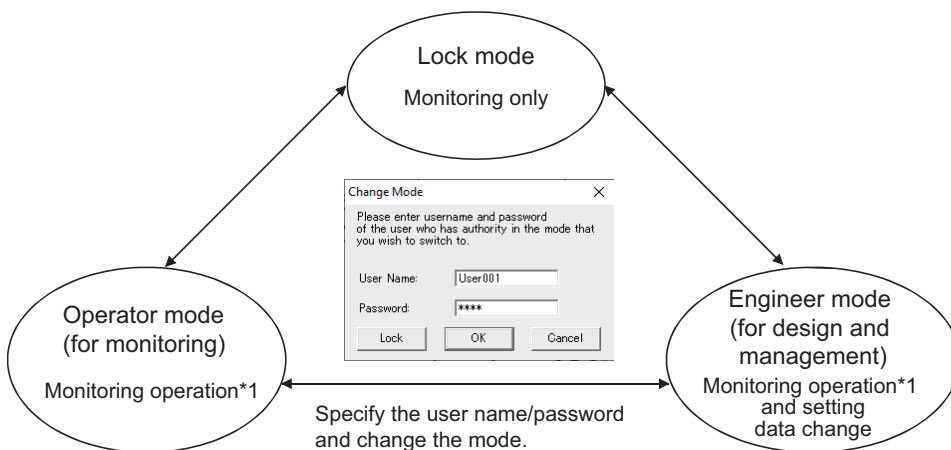 Lock mode
Monitoring only
Change Mode
Please enter username and password
of the user who has authority in the mode that
you wish to switch to.
User Name: User001
Password: ****
Lock OK Cancel
Operator mode
(for monitoring)
Monitoring operation*1
Engineer mode
(for design and
management)
Monitoring operation*1
and setting
data change
Specify the user name/password
and change the mode.